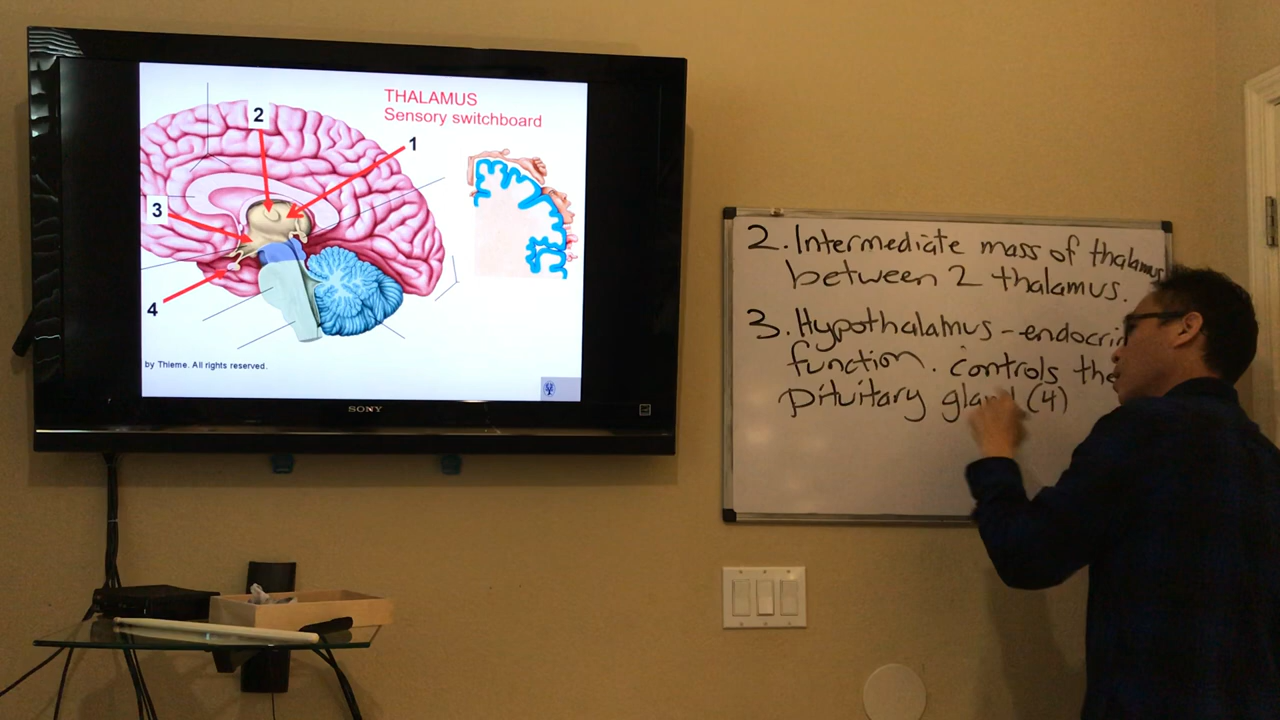 THALAMUS
Sensory switchboard
2
1
3
4
by Thieme. All rights reserved.
SONY
2. Intermediate mass of thalamus
between 2 thalamus.
3. Hypothalamus - endocrin
function. controls the
pituitary gland (4)